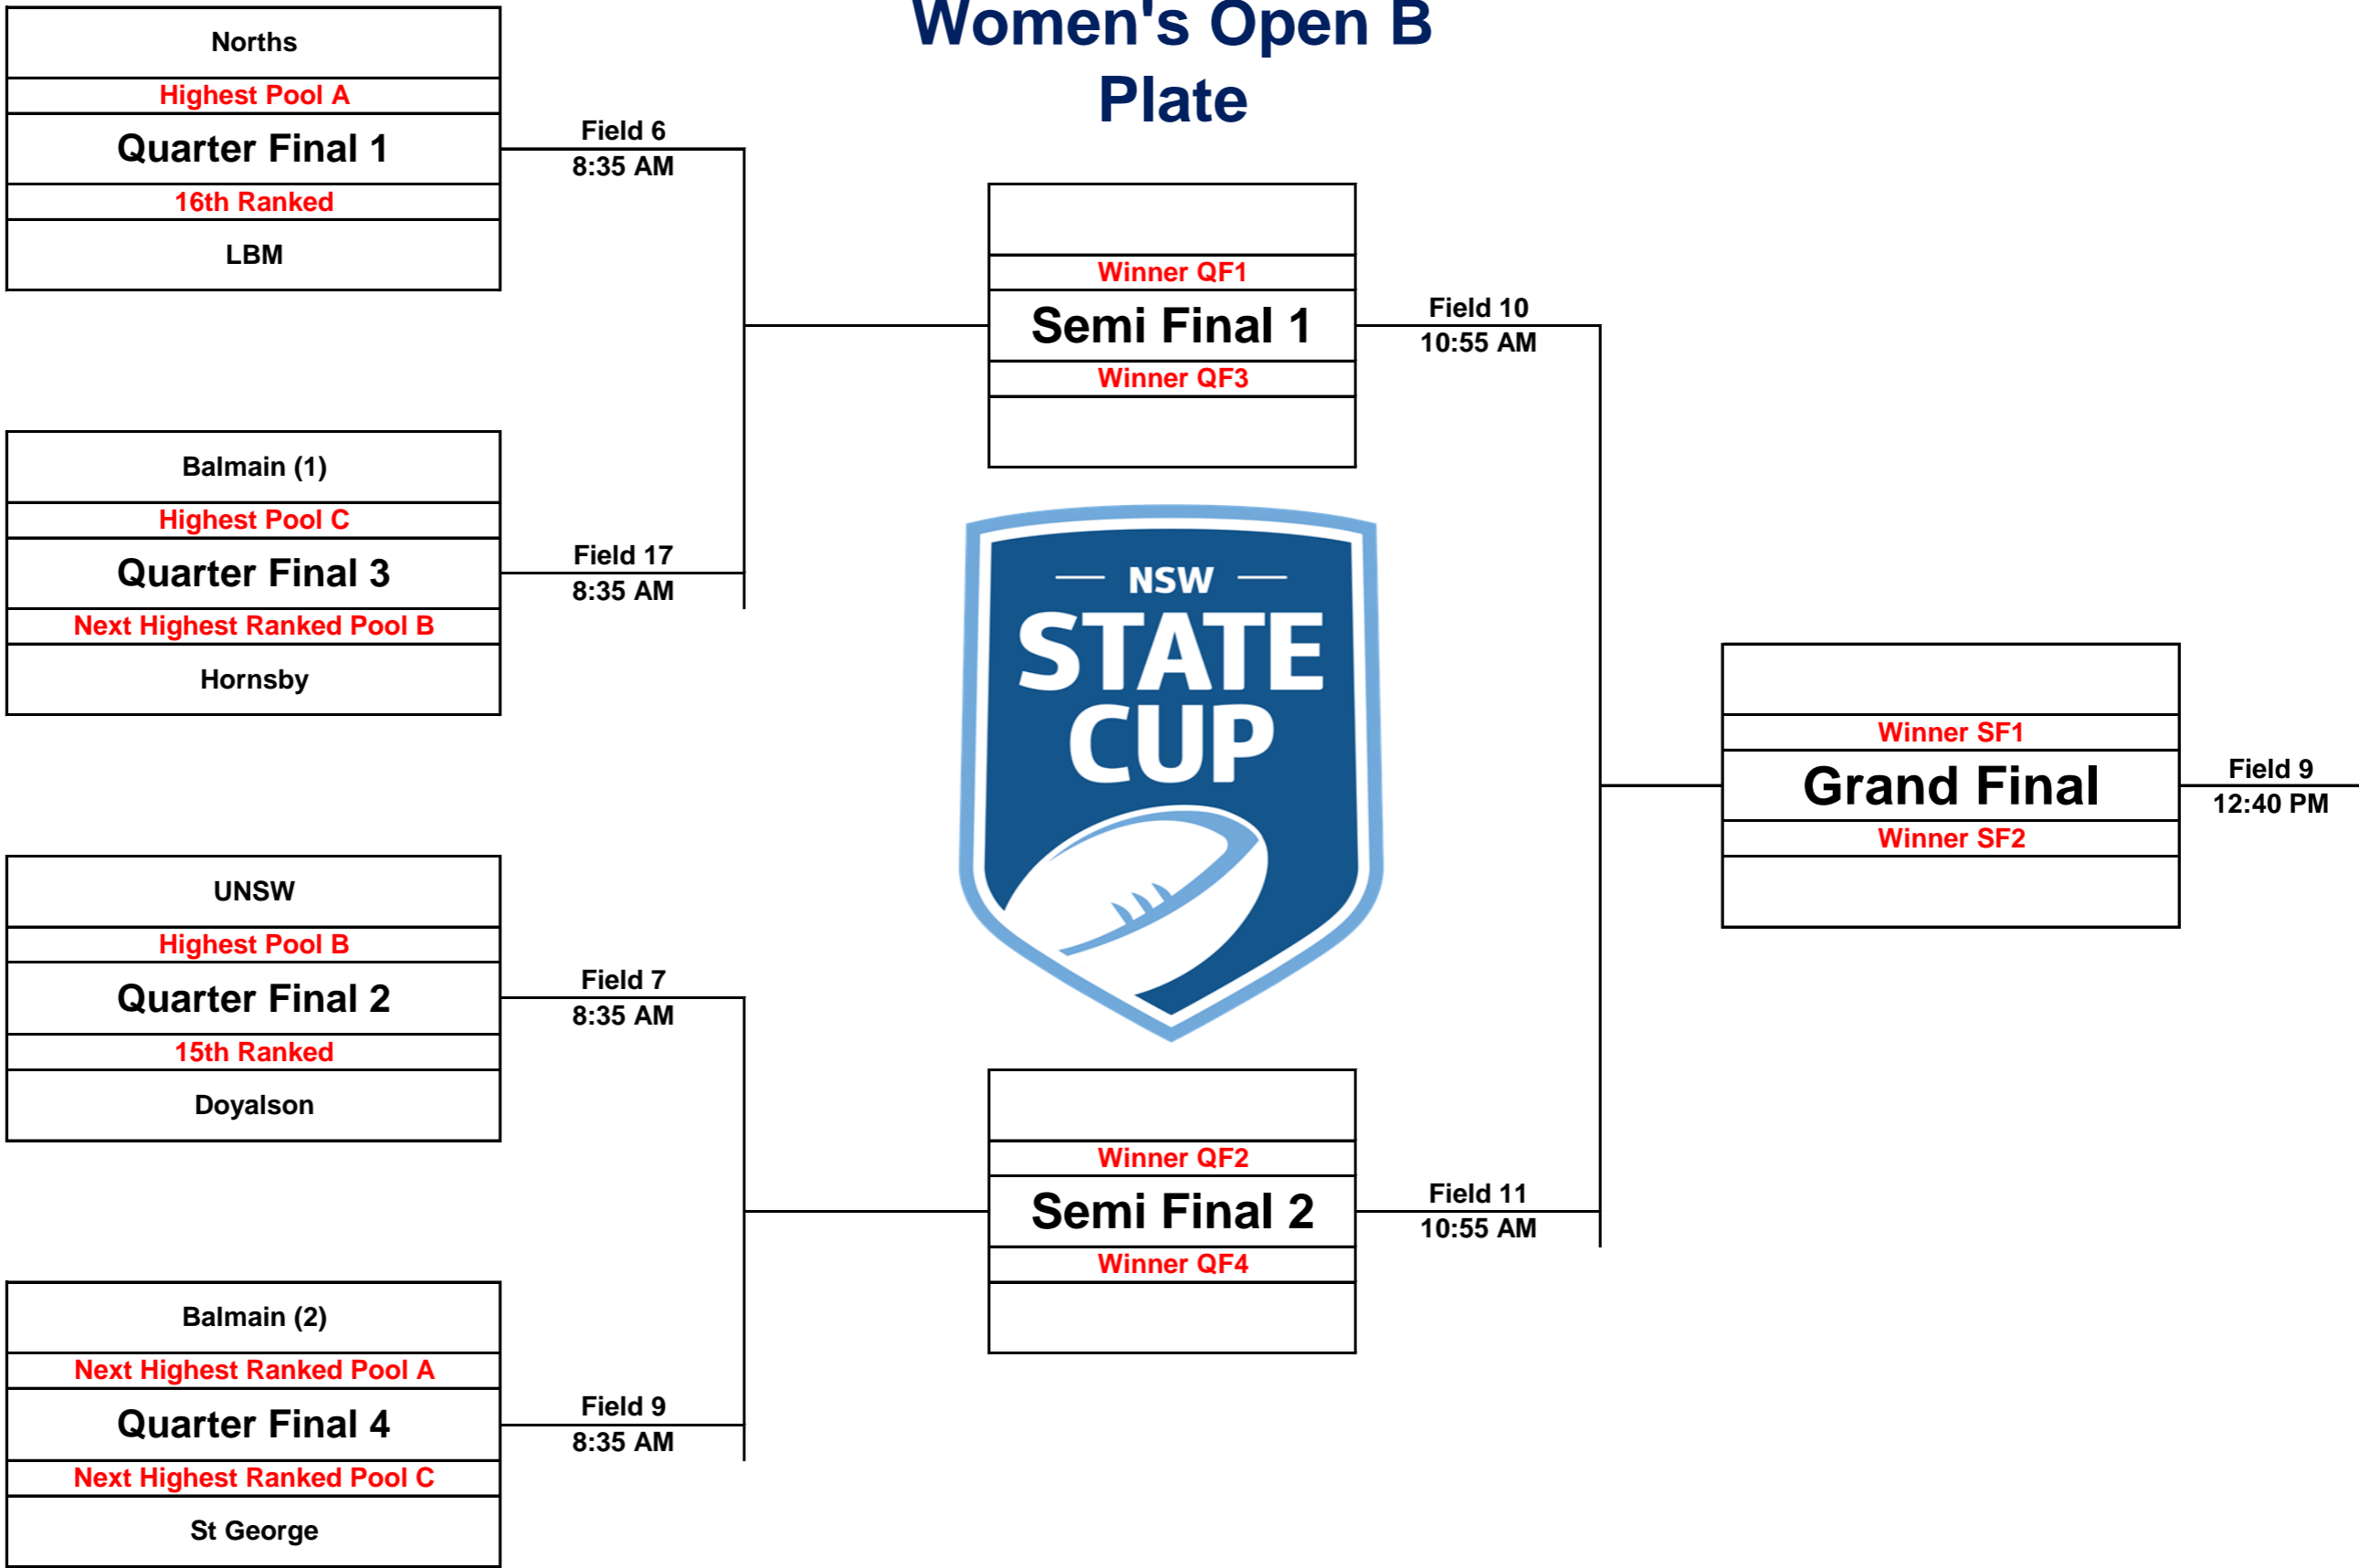 Women's Open B
Plate
Norths
Highest Pool A
Quarter Final 1
16th Ranked
LBM
Field 6
8:35 AM
Balmain (1)
Highest Pool C
Quarter Final 3
Next Highest Ranked Pool B
Hornsby
Field 17
8:35 AM
UNSW
Highest Pool B
Quarter Final 2
15th Ranked
Doyalson
Field 7
8:35 AM
Balmain (2)
Next Highest Ranked Pool A
Quarter Final 4
Next Highest Ranked Pool C
St George
Field 9
8:35 AM
Winner QF1
Semi Final 1
Winner QF3
Field 10
10:55 AM
NSW
STATE
CUP
Winner QF2
Semi Final 2
Winner QF4
Field 11
10:55 AM
Winner SF1
Grand Final
Winner SF2
Field 9
12:40 PM